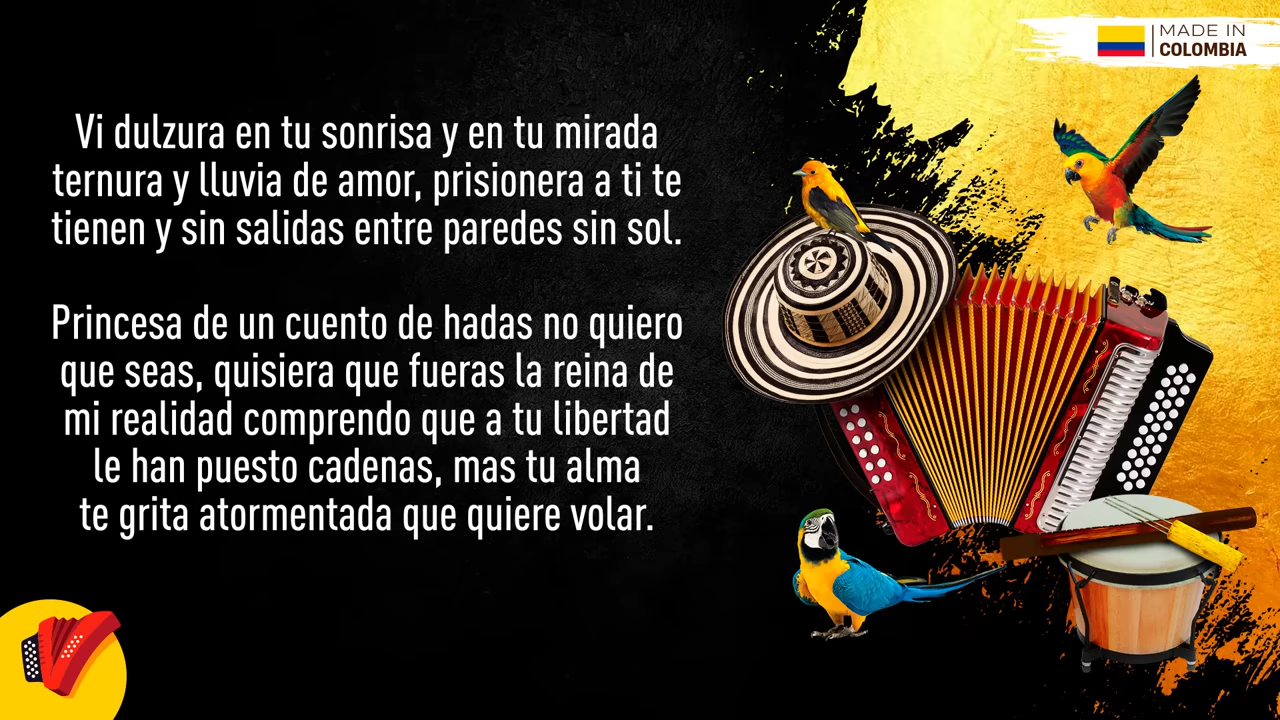 MADE IN
COLOMBIA
Vi dulzura en tu sonrisa y en tu mirada
ternura y lluvia de amor, prisionera a ti te
tienen y sin salidas entre paredes sin sol.
Princesa de un cuento de hadas no quiero
que seas, quisiera que fueras la reina de
mi realidad comprendo que a tu libertad
le han puesto cadenas, mas tu alma
te grita atormentada que quiere volar.